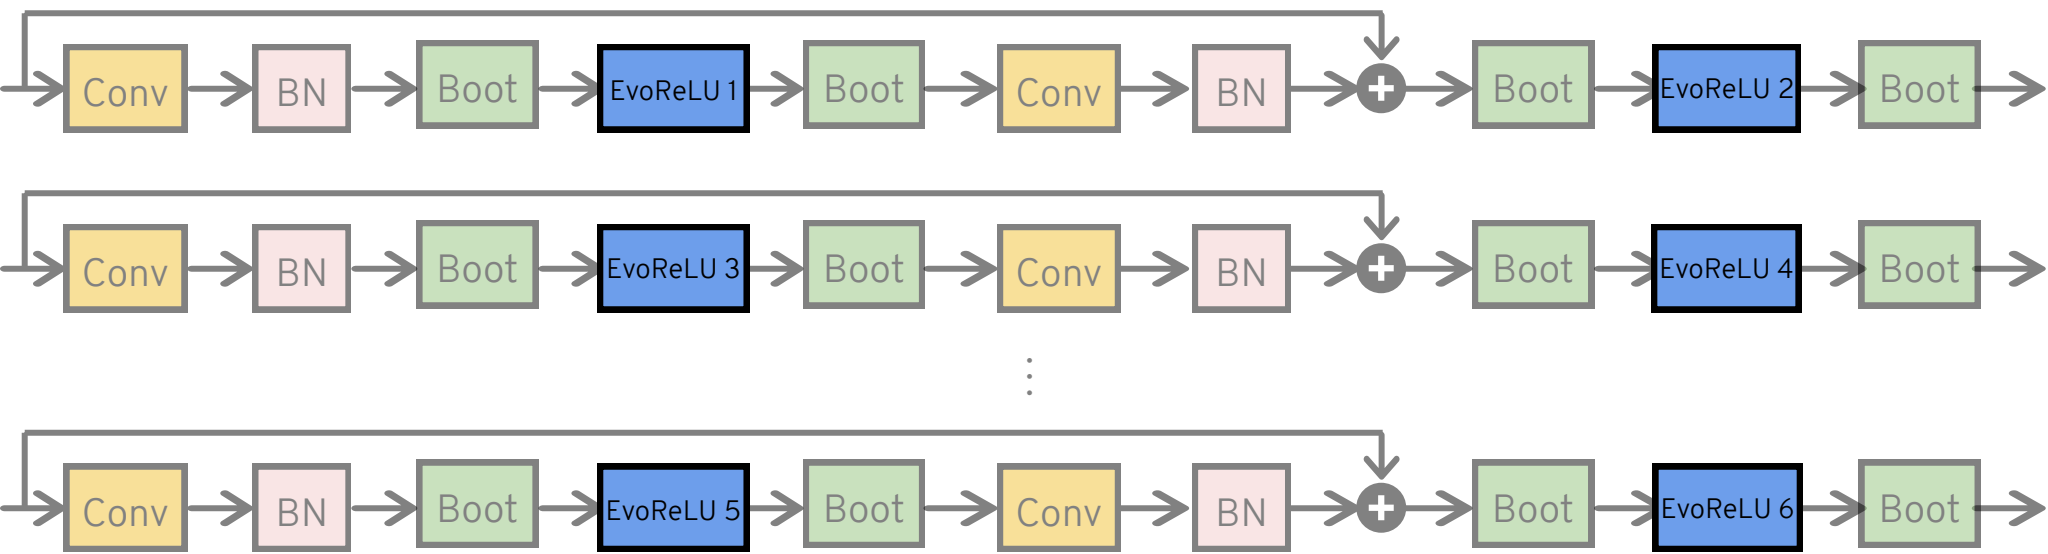 Conv BN Boot EvoReLU 1 Boot Conv BN Boot EvoReLU 2 Boot
Conv BN Boot EvoReLU 3 Boot Conv BN Boot EvoReLU 4 Boot
Conv BN Boot EvoReLU 5 Boot Conv BN Boot EvoReLU 6 Boot